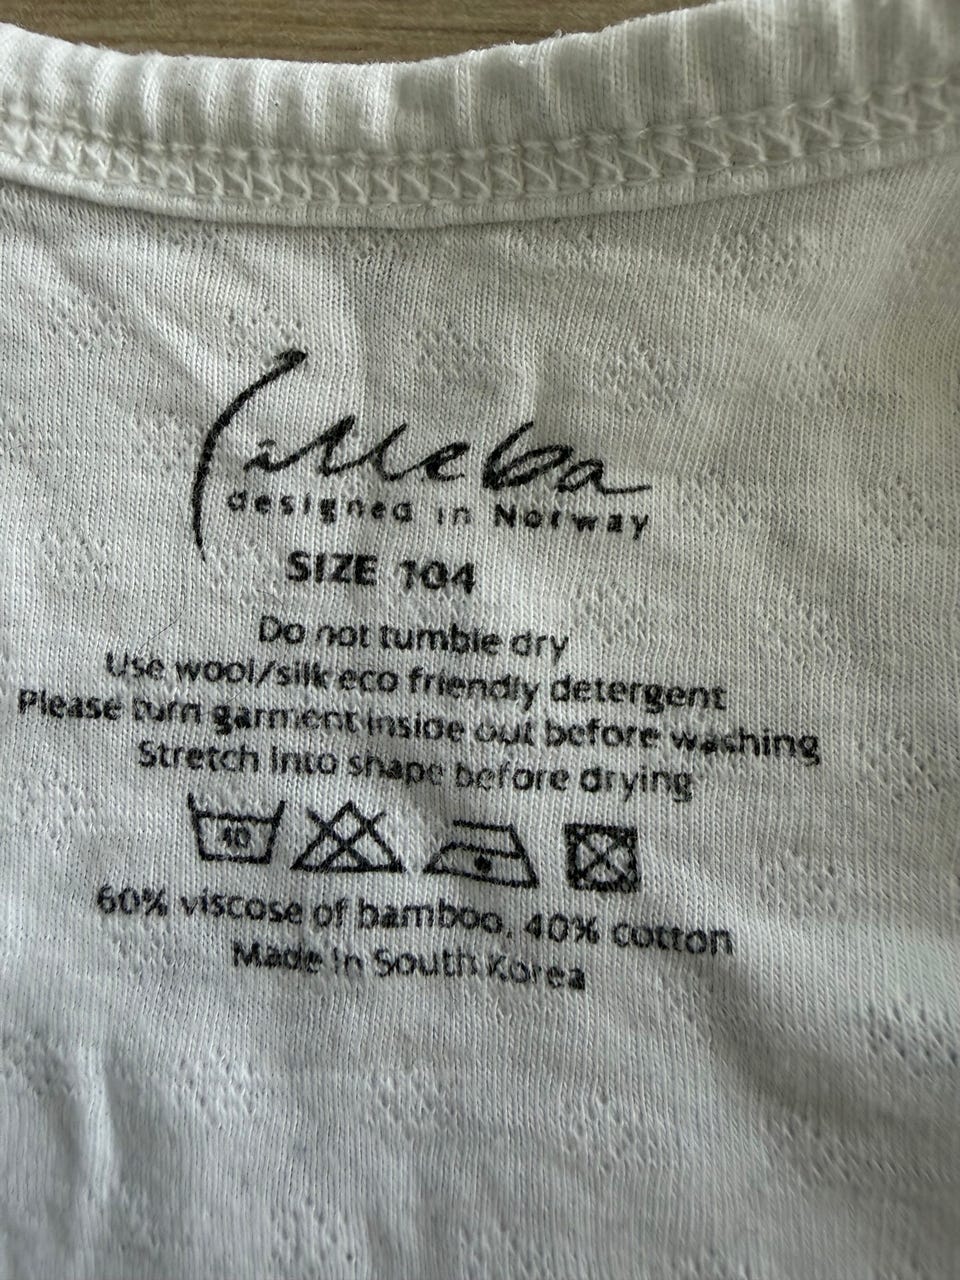 Lilleba
designed in Norway
SIZE 104
Do not tumble dry
Use wool/silk eco friendly detergent
Please turn garment inside out before washing
Stretch into shape before drying
40
60% viscose of bamboo, 40% cotton
Made in South Korea